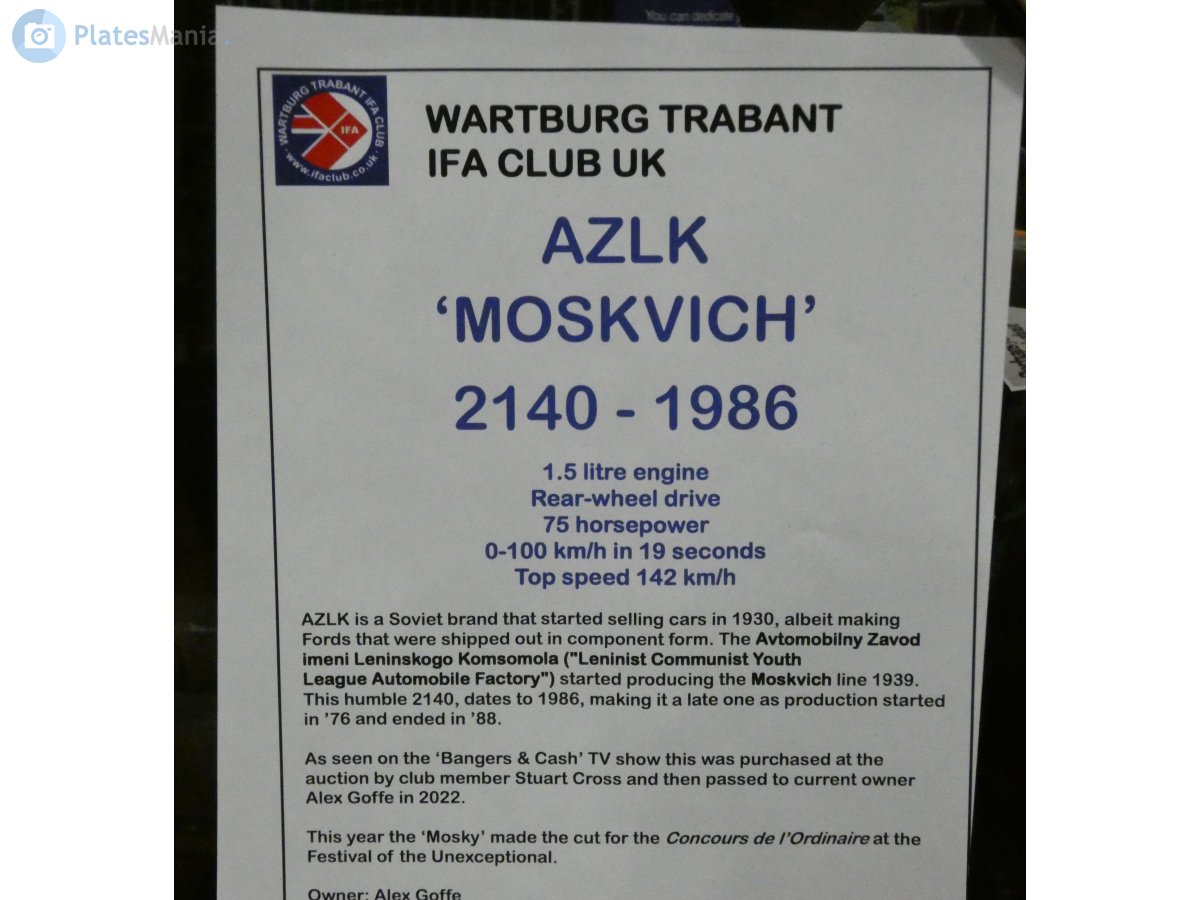 PlatesMania.
You can dedicate
WARTBURG TRABANT IFA CLUB
IFA
www.ifaclub.co.uk
WARTBURG TRABANT
IFA CLUB UK
AZLK
‘MOSKVICH’
2140 - 1986
1.5 litre engine
Rear-wheel drive
75 horsepower
0-100 km/h in 19 seconds
Top speed 142 km/h
AZLK is a Soviet brand that started selling cars in 1930, albeit making
Fords that were shipped out in component form. The Avtomobilny Zavod
imeni Leninskogo Komsomola ("Leninist Communist Youth
League Automobile Factory") started producing the Moskvich line 1939.
This humble 2140, dates to 1986, making it a late one as production started
in ’76 and ended in ’88.
As seen on the ‘Bangers & Cash’ TV show this was purchased at the
auction by club member Stuart Cross and then passed to current owner
Alex Goffe in 2022.
This year the ‘Mosky’ made the cut for the Concours de l’Ordinaire at the
Festival of the Unexceptional.
Owner: Alex Goffe